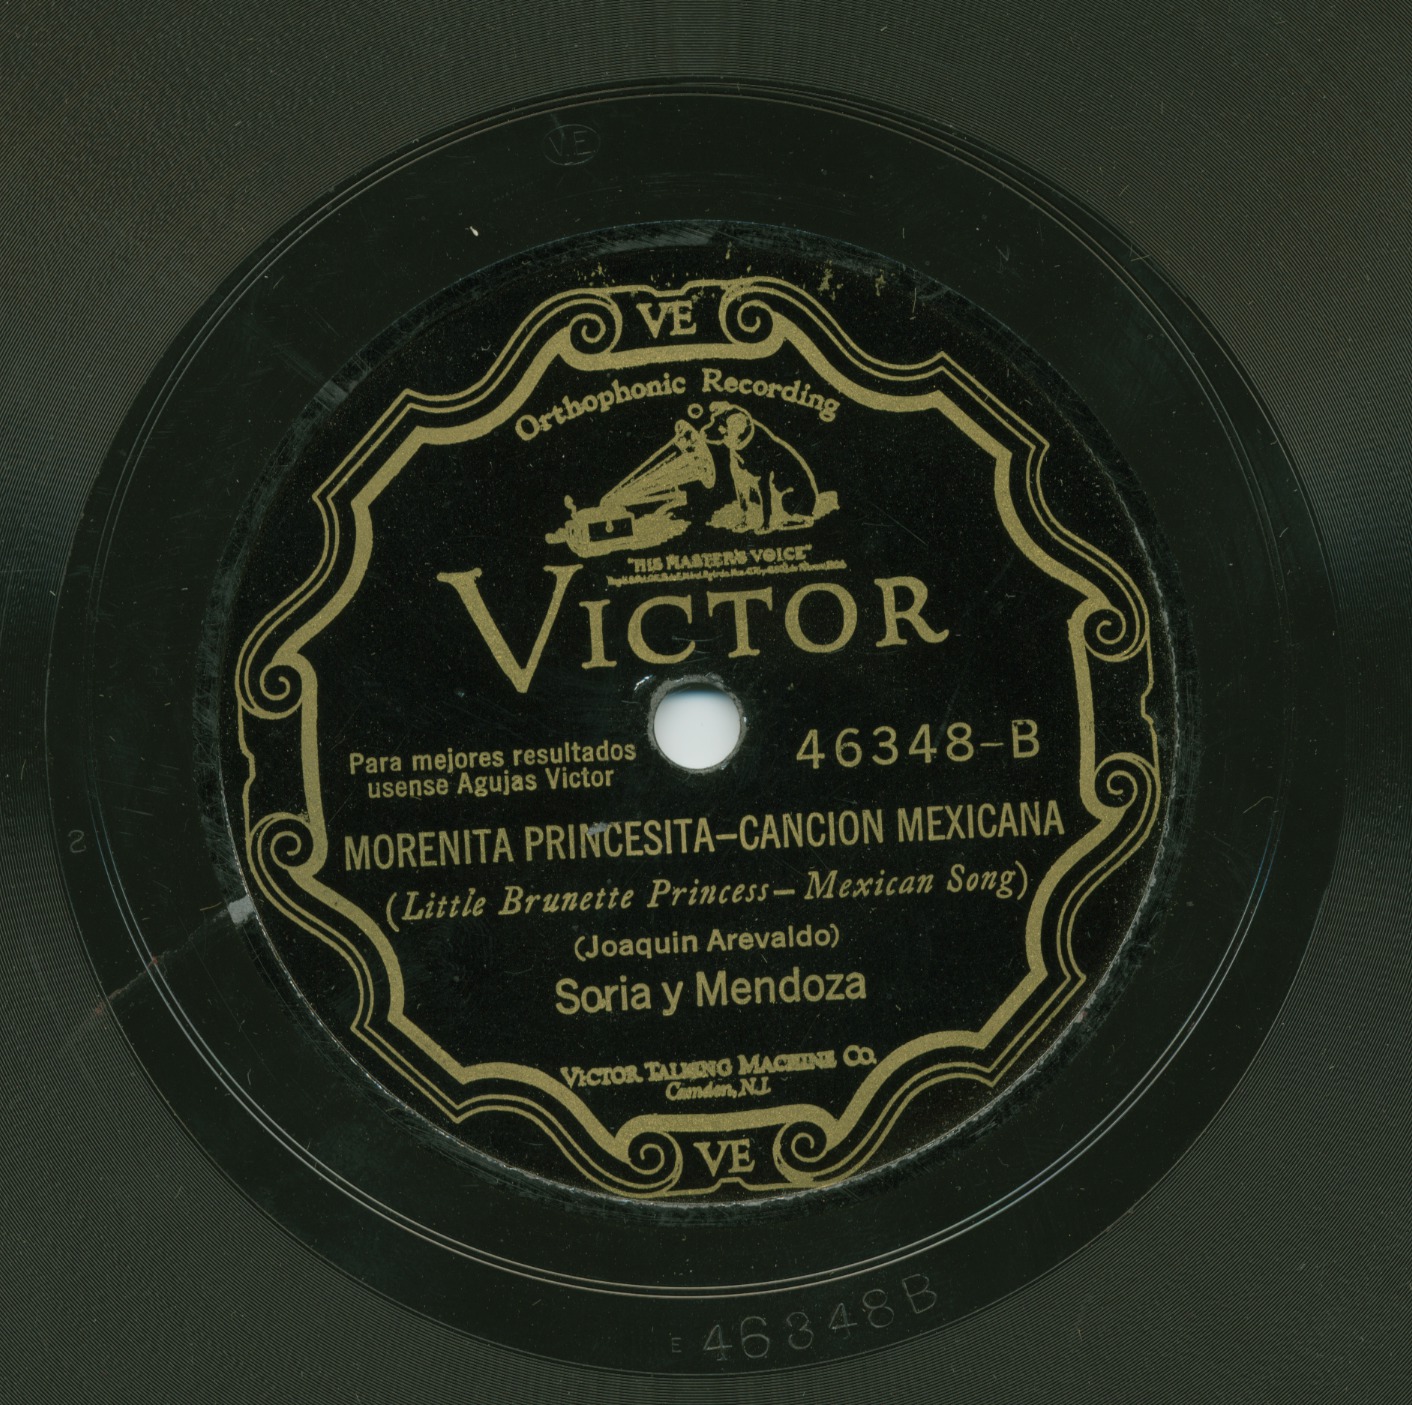 VE
VE
Orthophonic Recording
"HIS MASTER'S VOICE"
VICTOR
Para mejores resultados
usense Agujas Victor
46348-B
MORENITA PRINCESITA—CANCION MEXICANA
(Little Brunette Princess—Mexican Song)
(Joaquin Arevaldo)
Soria y Mendoza
VICTOR TALKING MACHINE CO.
Camden, N.J.
VE
2
E 46348B